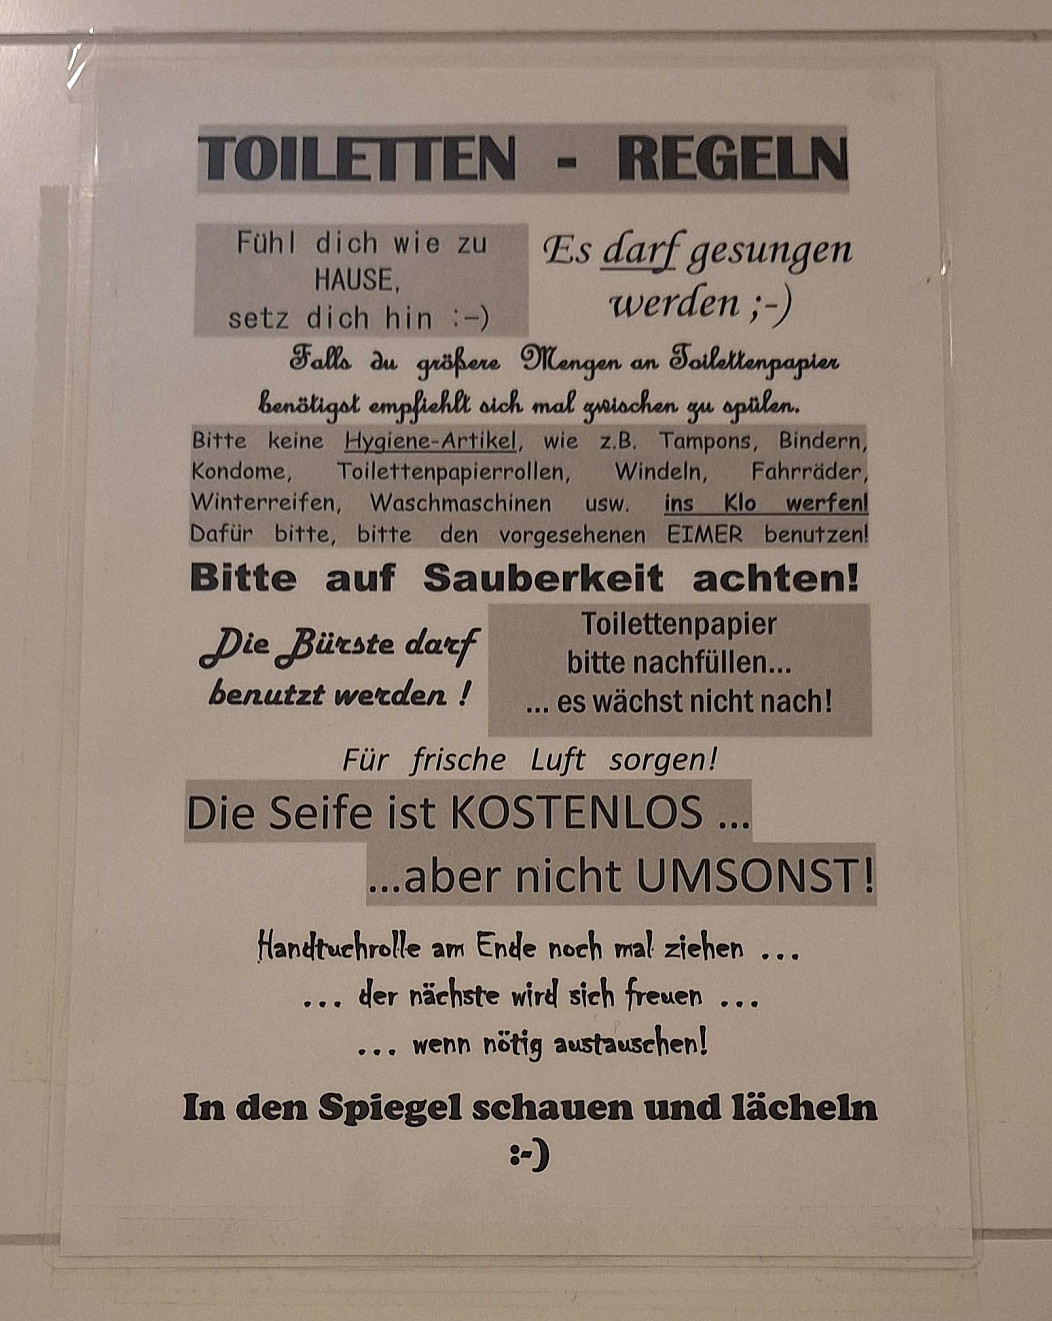 TOILETTEN - REGELN
Fühl dich wie zu
HAUSE,
setz dich hin :-)
Es darf gesungen
werden ;-)
Falls du größere Mengen an Toilettenpapier
benötigst empfiehlt sich mal zwischen zu spülen.
Bitte keine Hygiene-Artikel, wie z.B. Tampons, Bindern,
Kondome, Toilettenpapierrollen, Windeln, Fahrräder,
Winterreifen, Waschmaschinen usw. ins Klo werfen!
Dafür bitte, bitte den vorgesehenen EIMER benutzen!
Bitte auf Sauberkeit achten!
Die Bürste darf
benutzt werden !
Toilettenpapier
bitte nachfüllen...
... es wächst nicht nach!
Für frische Luft sorgen!
Die Seife ist KOSTENLOS ...
...aber nicht UMSONST!
Handtuchrolle am Ende noch mal ziehen ...
... der nächste wird sich freuen ...
... wenn nötig austauschen!
In den Spiegel schauen und lächeln
:-)